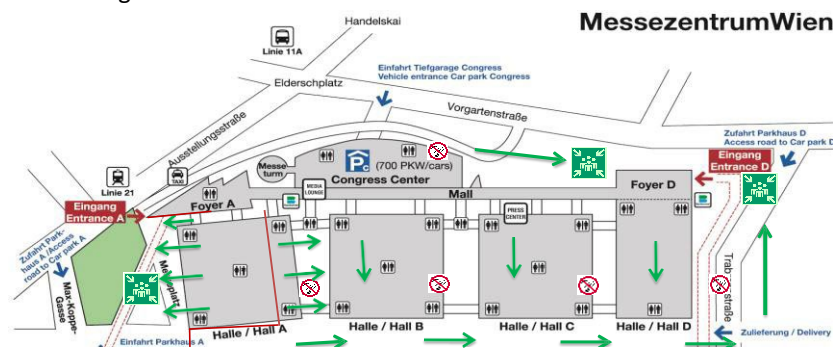 MessezentrumWien
Handelskai
Linie 11A
Elderschplatz
Einfahrt Tiefgarage Congress
Vehicle entrance Car park Congress
Vorgartenstraße
Ausstellungsstraße
Zufahrt Parkhaus D
Access road to Car park D
Eingang
Entrance D
Linie 21
TAXI
Messe
turm
P
(700 PKW/cars)
Congress Center
MEDIA
LOUNGE
Mall
Foyer D
Eingang
Entrance A
Foyer A
PRESS
CENTER
Zufahrt Park-
haus A /Access
road to Car park A
Max-Koppe-
Gasse
Halle / Hall A
Halle / Hall B
Halle / Hall C
Halle / Hall D
Zulieferung / Delivery
Einfahrt Parkhaus A